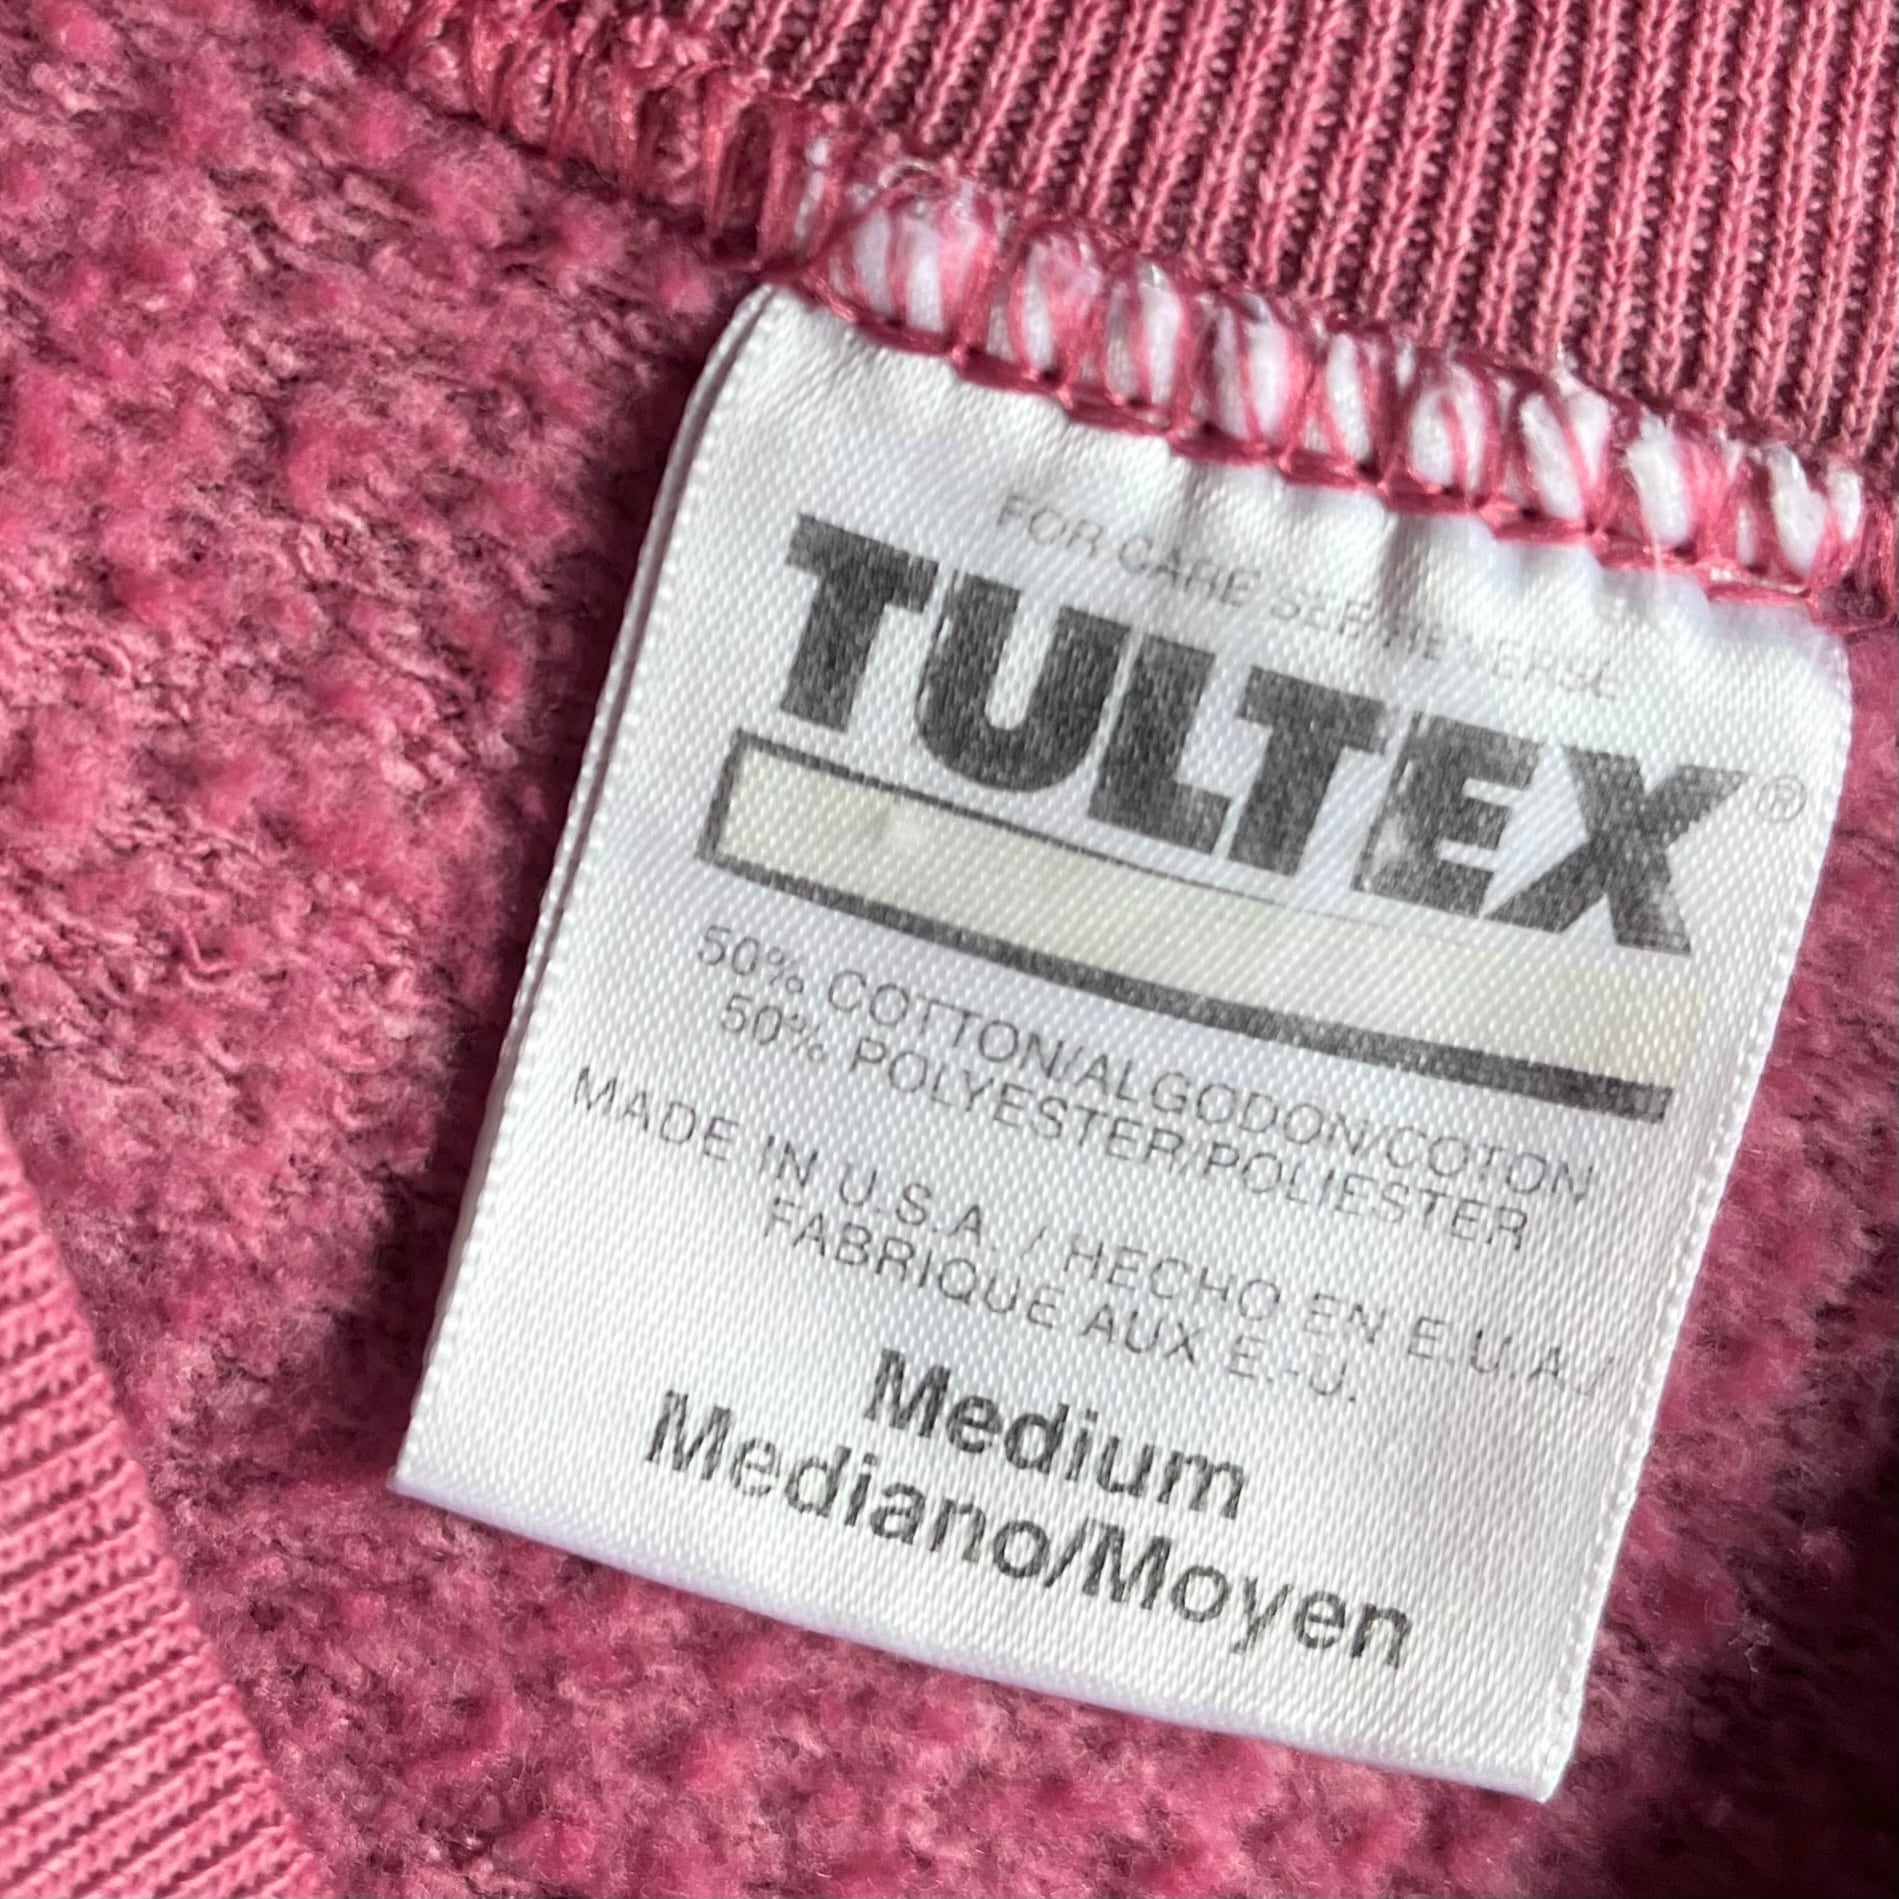 FOR CARE SEE REVERSE
TULTEX®
50% COTTON/ALGODON/COTON
50% POLYESTER/POLIESTER
MADE IN U.S.A. / HECHO EN E.U.A./
FABRIQUE AUX E.-U.
Medium
Mediano/Moyen